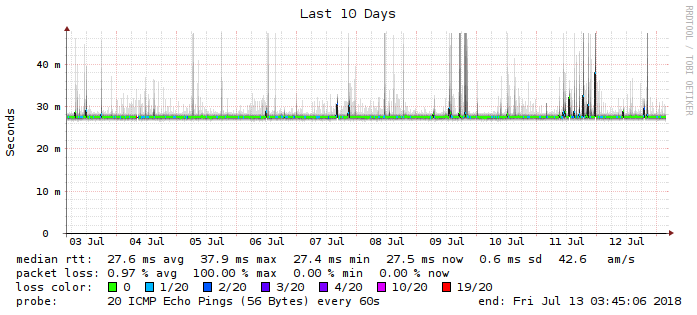 Last 10 Days
RRDTOOL / TOBI OETIKER
Seconds
40 m
30 m
20 m
10 m
0
03 Jul 04 Jul 05 Jul 06 Jul 07 Jul 08 Jul 09 Jul 10 Jul 11 Jul 12 Jul
median rtt: 27.6 ms avg 37.9 ms max 27.4 ms min 27.5 ms now 0.6 ms sd 42.6 am/s
packet loss: 0.97 % avg 100.00 % max 0.00 % min 0.00 % now
loss color: 0 1/20 2/20 3/20 4/20 10/20 19/20
probe: 20 ICMP Echo Pings (56 Bytes) every 60s end: Fri Jul 13 03:45:06 2018